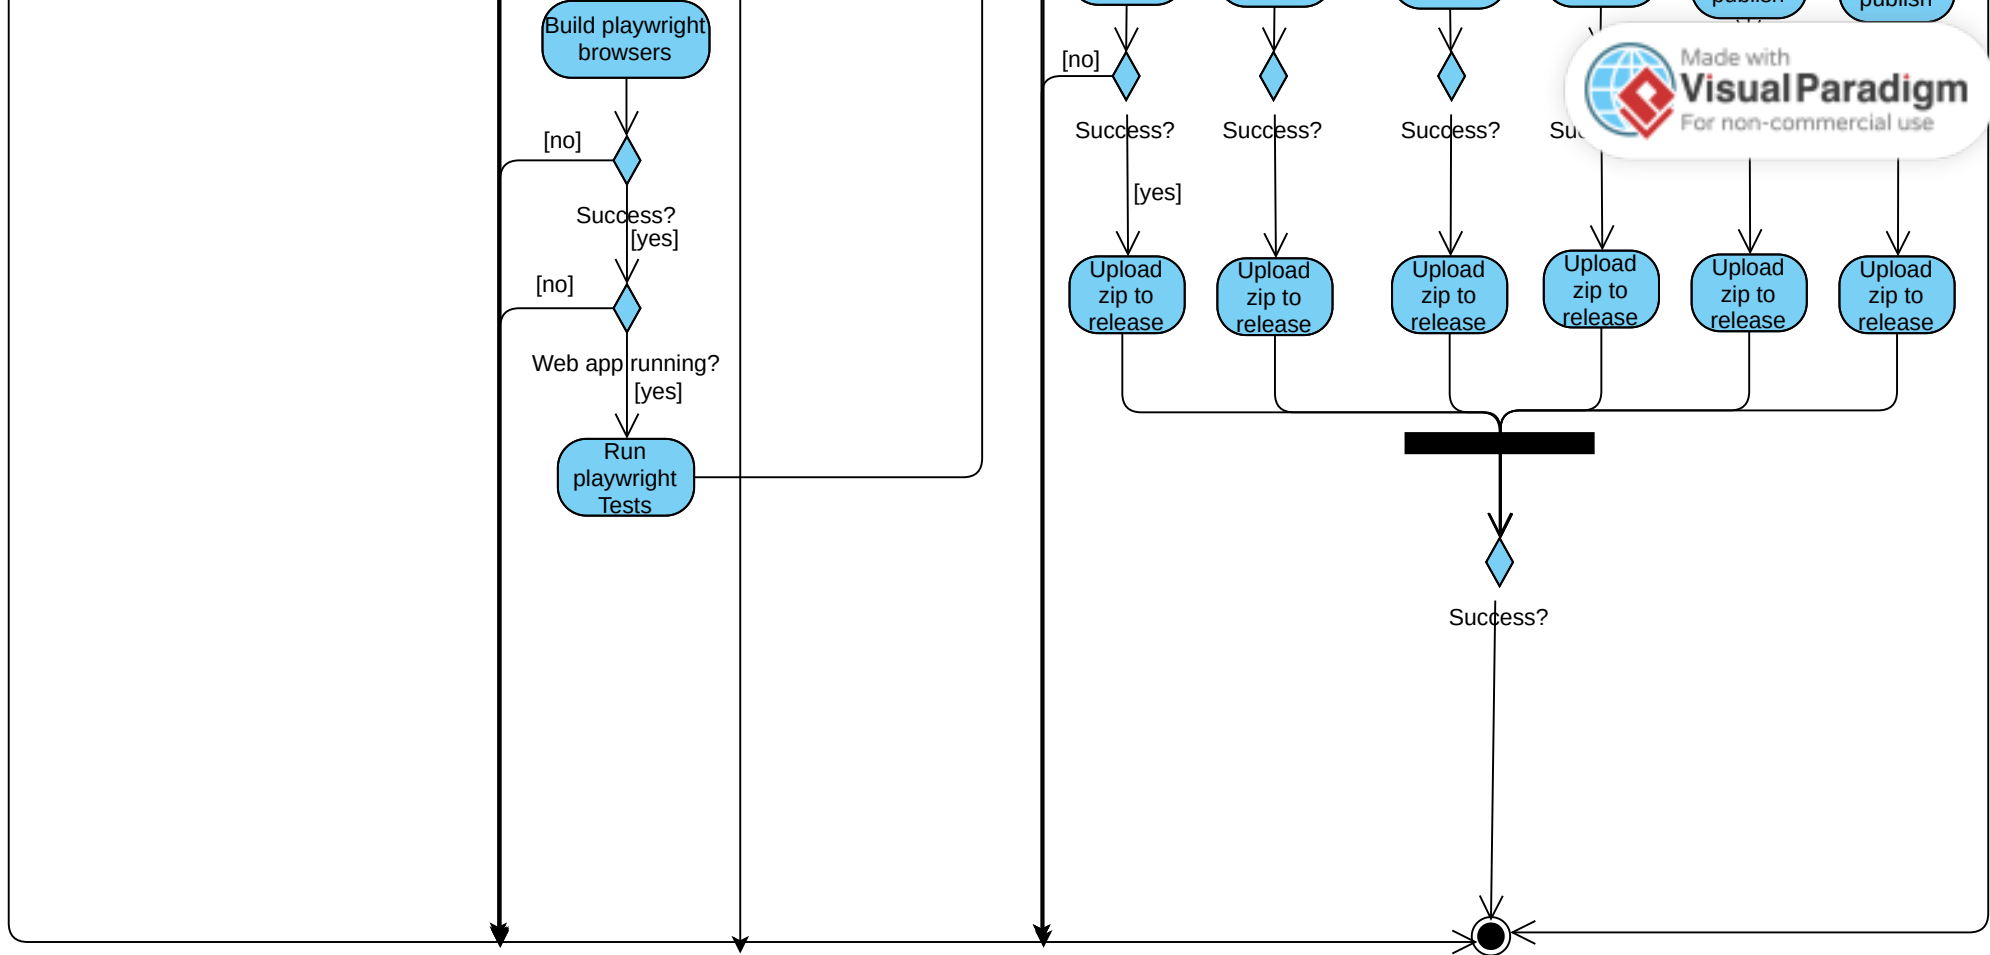 Build playwright
browsers
[no]
Success?
[yes]
[no]
Web app running?
[yes]
Run
playwright
Tests
publish
publish
[no]
Success?
Success?
Success?
[yes]
Made with
Visual Paradigm
For non-commercial use
Upload
zip to
release
Upload
zip to
release
Upload
zip to
release
Upload
zip to
release
Upload
zip to
release
Upload
zip to
release
Success?